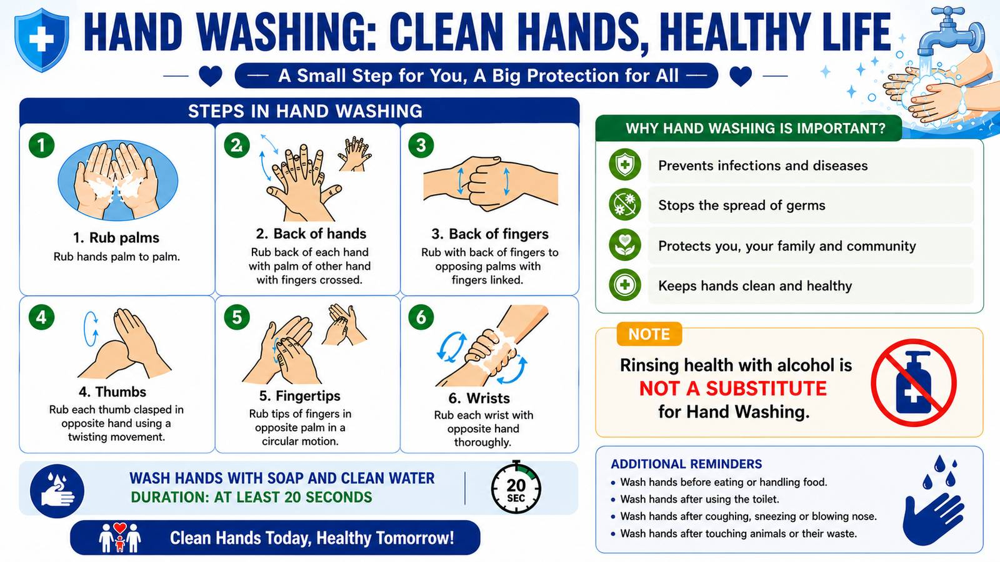 HAND WASHING: CLEAN HANDS, HEALTHY LIFE
A Small Step for You, A Big Protection for All
STEPS IN HAND WASHING
1
1. Rub palms
Rub hands palm to palm.
2
2. Back of hands
Rub back of each hand
with palm of other hand
with fingers crossed.
3
3. Back of fingers
Rub with back of fingers to
opposing palms with
fingers linked.
4
4. Thumbs
Rub each thumb clasped in
opposite hand using a
twisting movement.
5
5. Fingertips
Rub tips of fingers in
opposite palm in a
circular motion.
6
6. Wrists
Rub each wrist with
opposite hand
thoroughly.
WASH HANDS WITH SOAP AND CLEAN WATER
DURATION: AT LEAST 20 SECONDS
20
SEC
Clean Hands Today, Healthy Tomorrow!
WHY HAND WASHING IS IMPORTANT?
Prevents infections and diseases
Stops the spread of germs
Protects you, your family and community
Keeps hands clean and healthy
NOTE
Rinsing health with alcohol is
NOT A SUBSTITUTE
for Hand Washing.
ADDITIONAL REMINDERS
• Wash hands before eating or handling food.
• Wash hands after using the toilet.
• Wash hands after coughing, sneezing or blowing nose.
• Wash hands after touching animals or their waste.